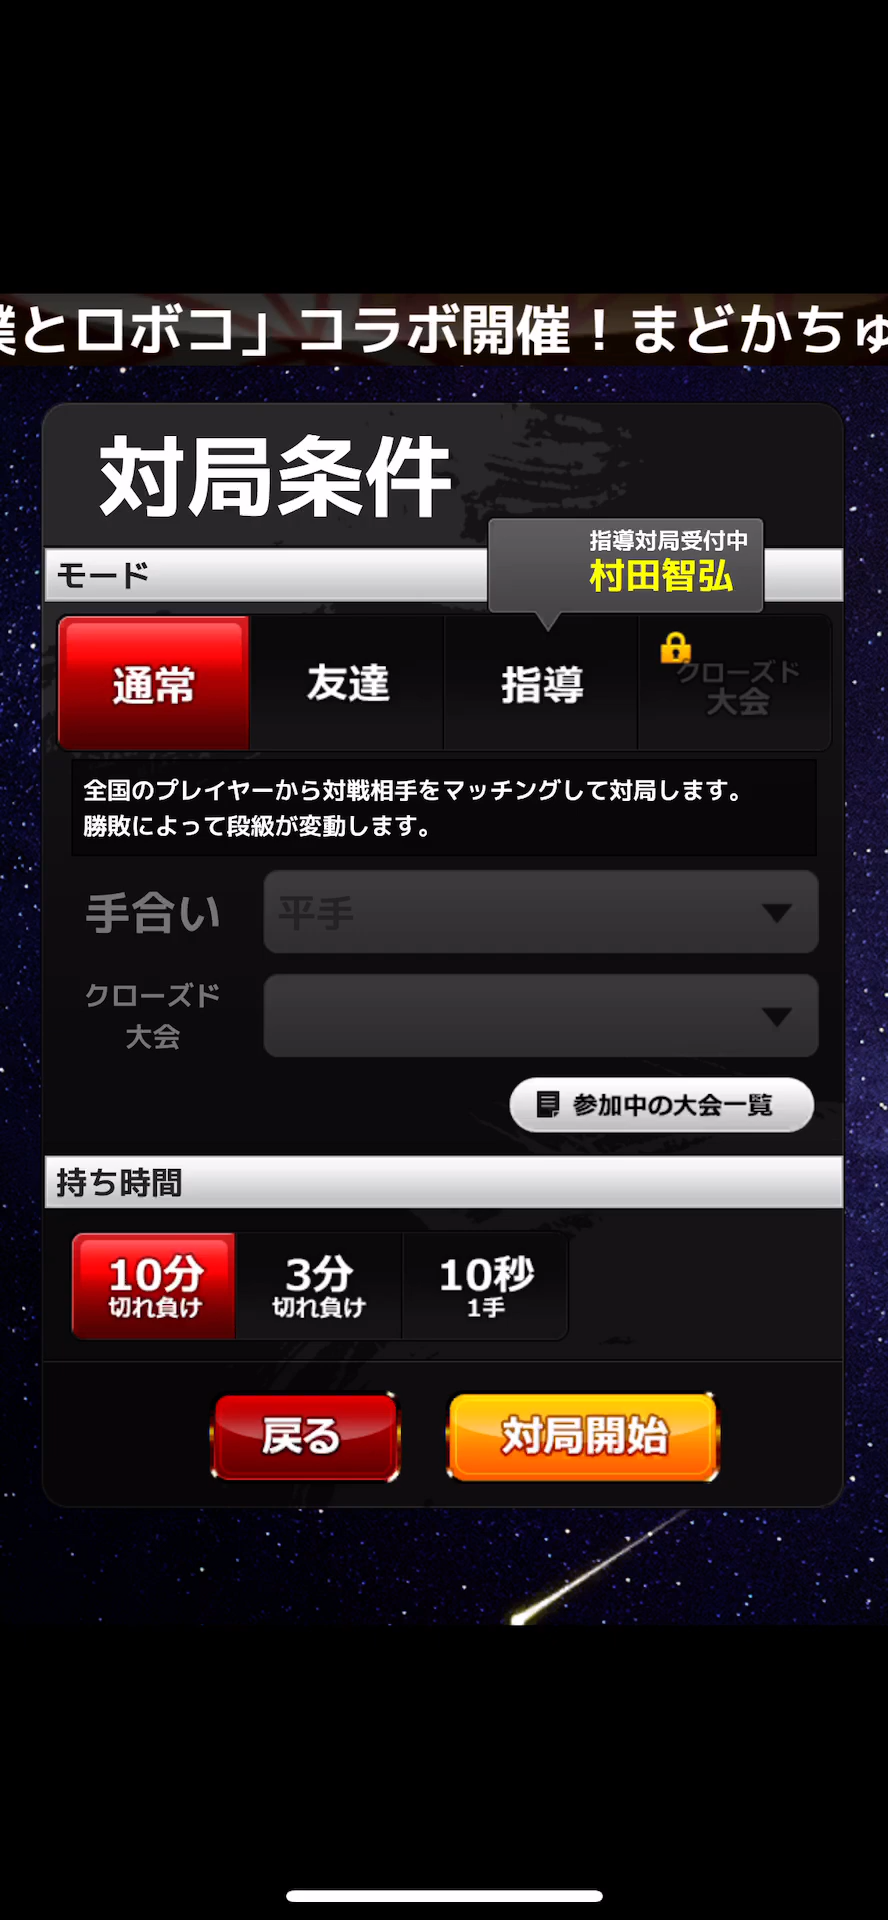 僕とロボコ」コラボ開催！まどかちゅ
対局条件
指導対局受付中
村田智弘
モード
通常
友達
指導
クローズド
大会
全国のプレイヤーから対戦相手をマッチングして対局します。
勝敗によって段級が変動します。
手合い
平手
クローズド
大会
参加中の大会一覧
持ち時間
10分
切れ負け
3分
切れ負け
10秒
1手
戻る
対局開始